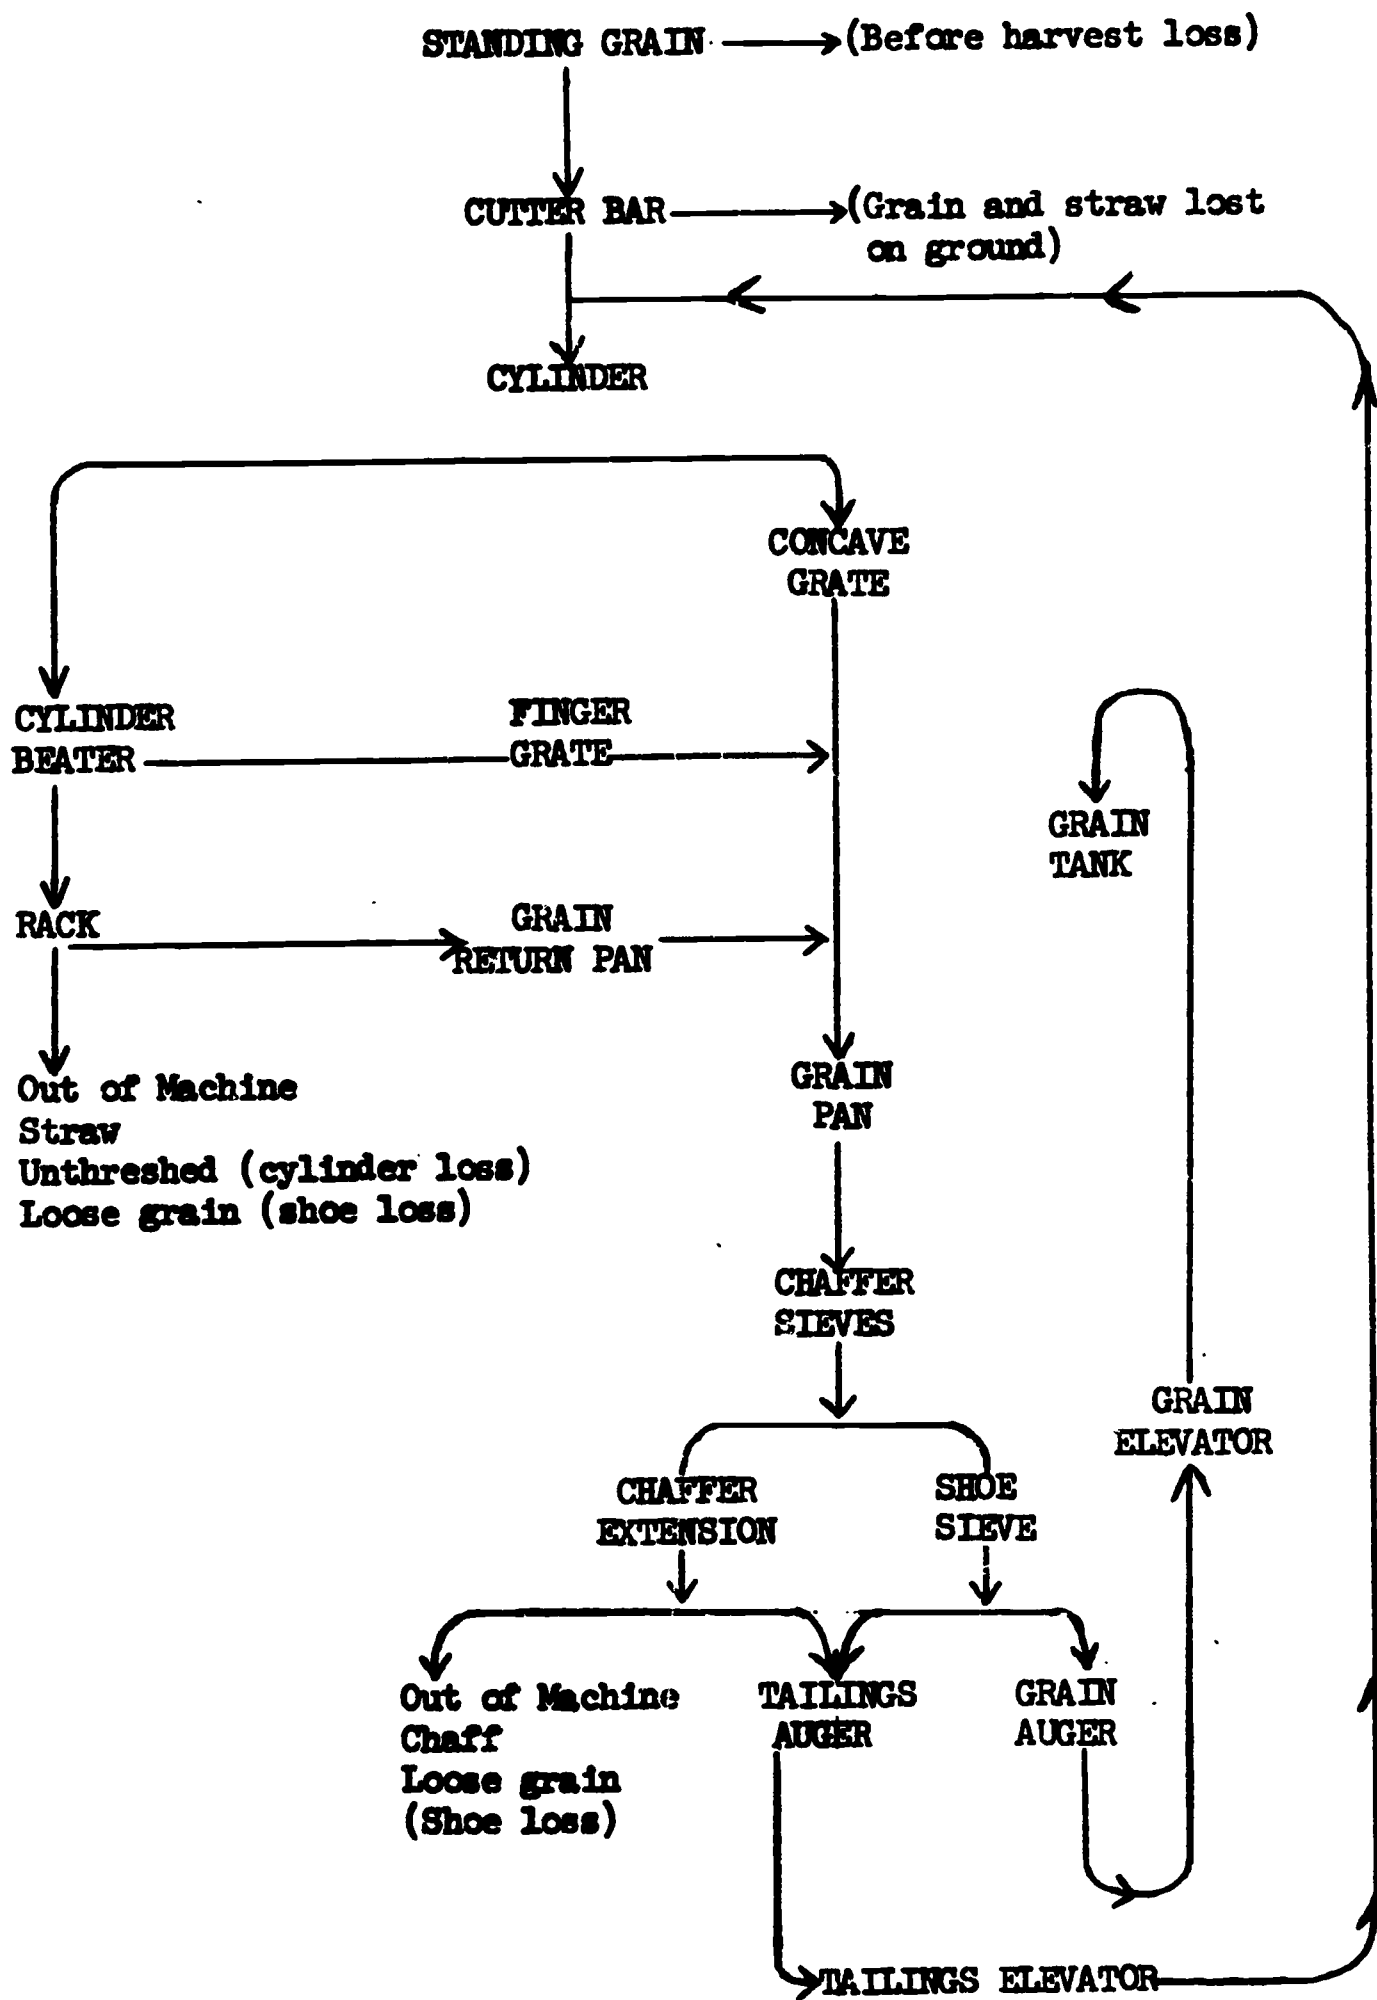 STANDING GRAIN (Before harvest loss)
CUTTER BAR (Grain and straw lost
on ground)
CYLINDER
CONCAVE
GRATE
CYLINDER
BEATER
FINGER
GRATE
GRAIN
TANK
RACK
GRAIN
RETURN PAN
Out of Machine
Straw
Unthreshed (cylinder loss)
Loose grain (shoe loss)
GRAIN
PAN
CHAFFER
SIEVES
GRAIN
ELEVATOR
CHAFFER
EXTENSION
SHOE
SIEVE
Out of Machine
Chaff
Loose grain
(Shoe loss)
TAILINGS
AUGER
GRAIN
AUGER
TAILINGS ELEVATOR